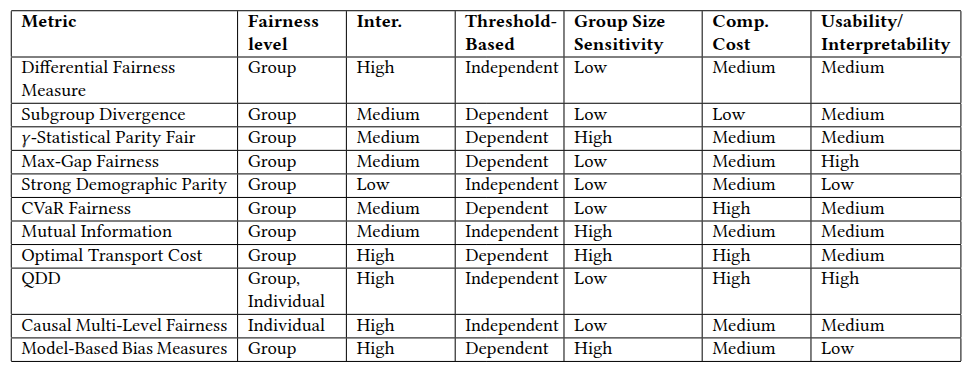 Metric Fairness level Inter. Threshold-Based Group Size Sensitivity Comp. Cost Usability/ Interpretability
Differential Fairness Measure Group High Independent Low Medium Medium
Subgroup Divergence Group Medium Dependent Low Low Medium
γ-Statistical Parity Fair Group Medium Dependent High Medium Medium
Max-Gap Fairness Group Medium Dependent Low Medium High
Strong Demographic Parity Group Low Independent Low Medium Low
CVaR Fairness Group Medium Dependent Low High Medium
Mutual Information Group Medium Independent High Medium Medium
Optimal Transport Cost Group High Dependent High High Medium
QDD Group, Individual High Independent Low High High
Causal Multi-Level Fairness Individual High Independent Low Medium Medium
Model-Based Bias Measures Group High Dependent High Medium Low